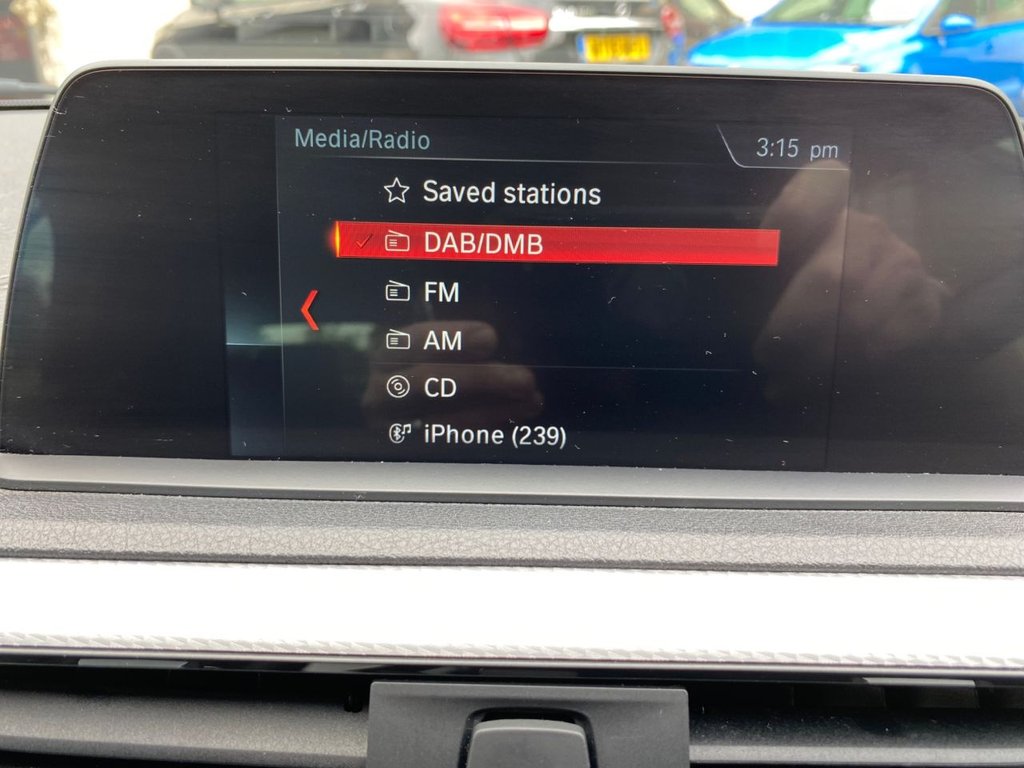 Media/Radio
3:15 pm
Saved stations
DAB/DMB
FM
AM
CD
iPhone (239)